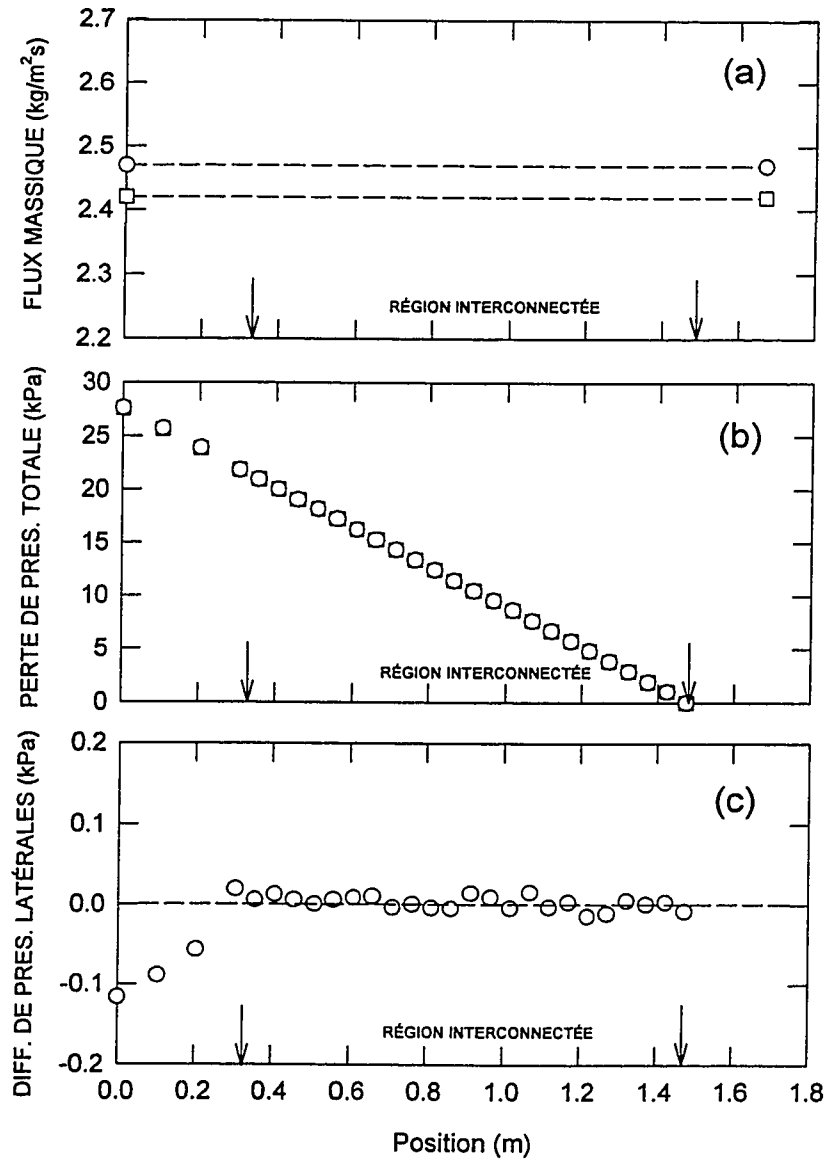 2.7
2.6
2.5
2.4
2.3
2.2
FLUX MASSIQUE (kg/m²s)
(a)
RÉGION INTERCONNECTÉE
30
25
20
15
10
5
0
PERTE DE PRES. TOTALE (kPa)
(b)
RÉGION INTERCONNECTÉE
0.2
0.1
0.0
-0.1
-0.2
DIFF. DE PRES. LATÉRALES (kPa)
(c)
RÉGION INTERCONNECTÉE
0.0 0.2 0.4 0.6 0.8 1.0 1.2 1.4 1.6 1.8
Position (m)